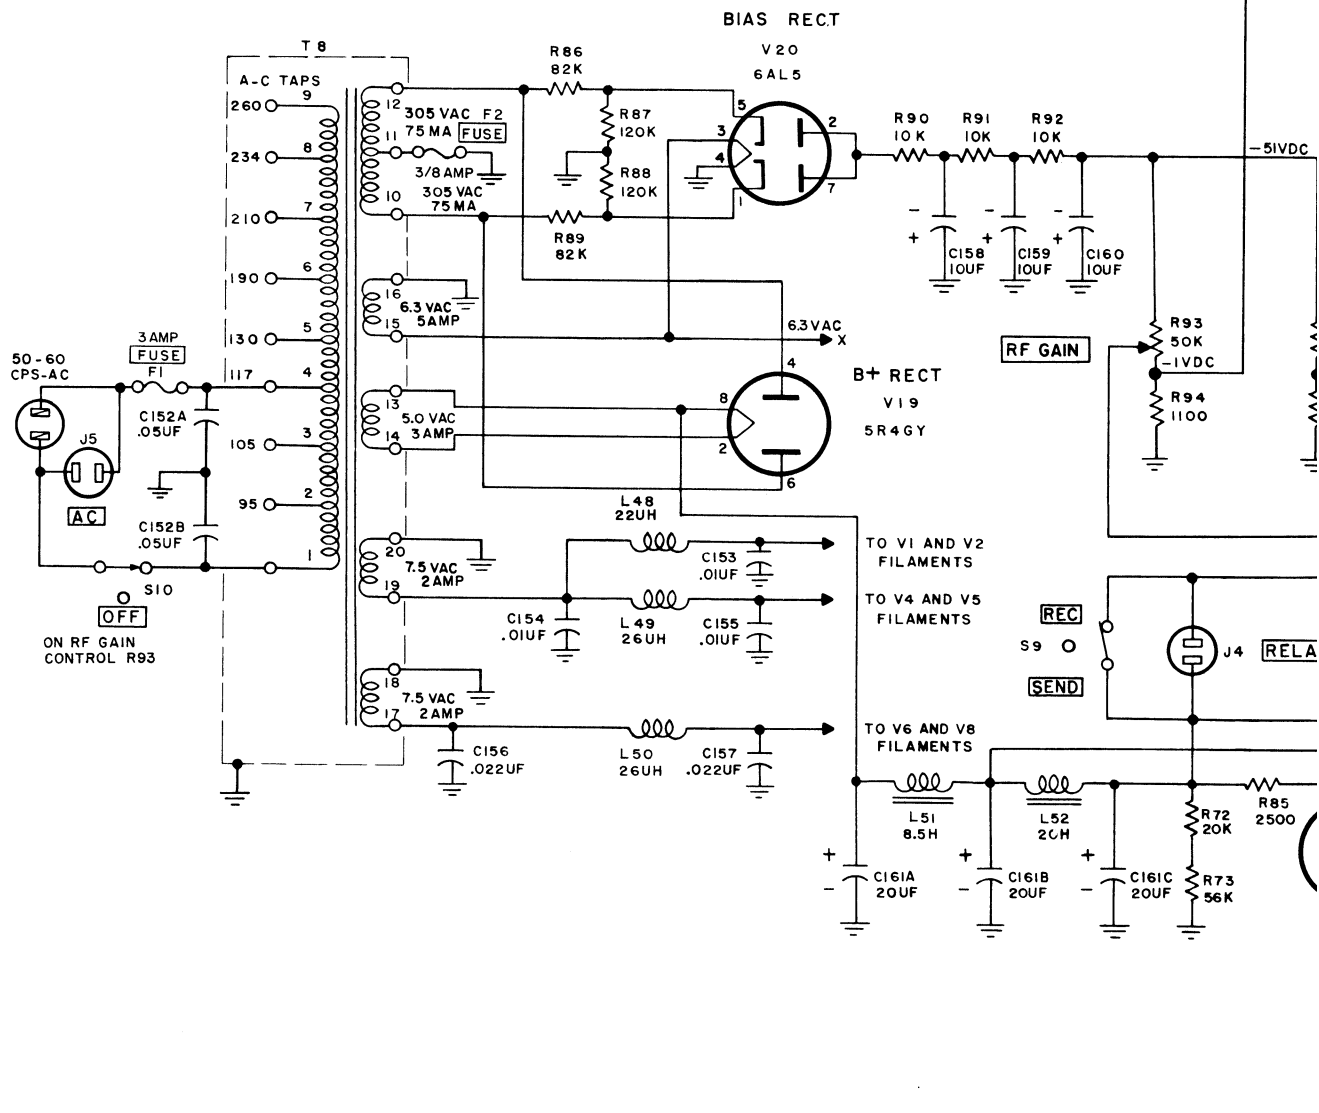 BIAS RECT
V20
6AL5
T8
A-C TAPS
260
9
234
8
210
7
190
6
130
5
117
4
105
3
95
2
1
12
305 VAC F2
75 MA FUSE
11
3/8 AMP
305 VAC
75 MA
10
R86
82K
R87
120K
R88
120K
R89
82K
5
3
4
1
2
7
R90
10K
R91
10K
R92
10K
-51VDC
-
+
C158
10UF
-
+
C159
10UF
-
+
C160
10UF
16
6.3 VAC
5AMP
15
6.3VAC
X
RF GAIN
R93
50K
-1VDC
R94
1100
50-60
CPS-AC
3AMP
FUSE
F1
C152A
.05UF
J5
AC
C152B
.05UF
S10
OFF
ON RF GAIN
CONTROL R93
13
5.0 VAC
3 AMP
14
4
8
2
6
B+ RECT
V19
5R4GY
20
7.5 VAC
2AMP
19
L48
22UH
C153
.01UF
TO V1 AND V2
FILAMENTS
C154
.01UF
L49
26UH
C155
.01UF
TO V4 AND V5
FILAMENTS
18
7.5 VAC
2AMP
17
C156
.022UF
L50
26UH
C157
.022UF
TO V6 AND V8
FILAMENTS
REC
S9
SEND
J4
RELA
L51
8.5H
L52
20H
R85
2500
R72
20K
R73
56K
+
-
C161A
20UF
+
-
C161B
20UF
+
-
C161C
20UF